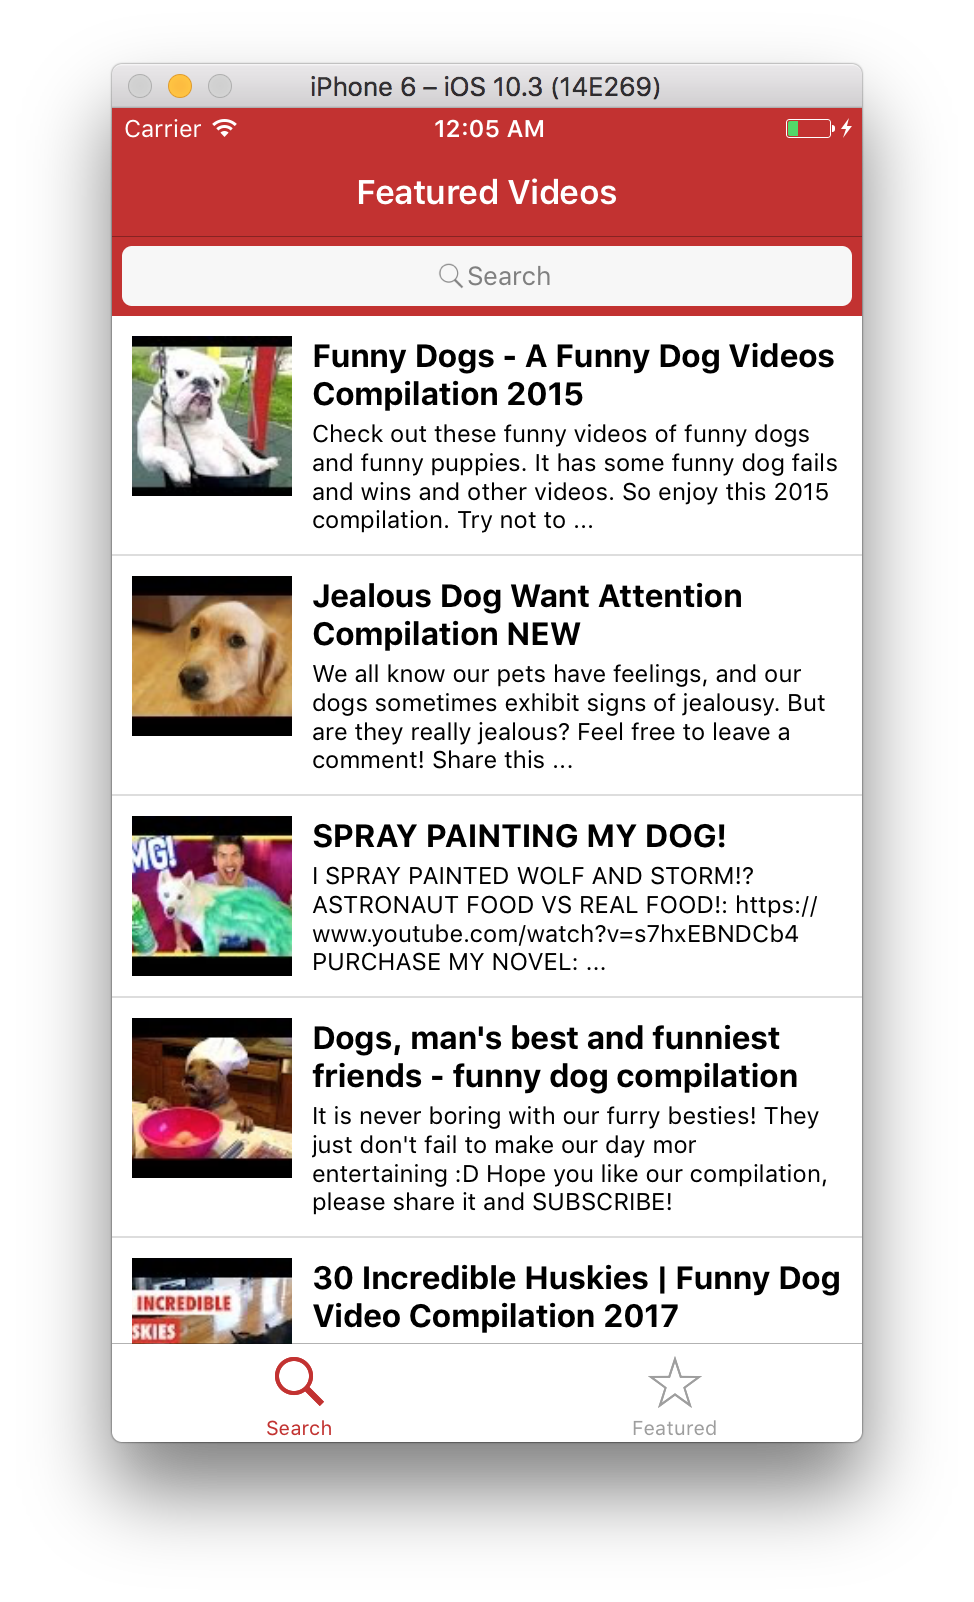 iPhone 6 – iOS 10.3 (14E269)
Carrier 12:05 AM
Featured Videos
Search
Funny Dogs - A Funny Dog Videos
Compilation 2015
Check out these funny videos of funny dogs
and funny puppies. It has some funny dog fails
and wins and other videos. So enjoy this 2015
compilation. Try not to ...
Jealous Dog Want Attention
Compilation NEW
We all know our pets have feelings, and our
dogs sometimes exhibit signs of jealousy. But
are they really jealous? Feel free to leave a
comment! Share this ...
MG!
SPRAY PAINTING MY DOG!
I SPRAY PAINTED WOLF AND STORM!?
ASTRONAUT FOOD VS REAL FOOD!: https://
www.youtube.com/watch?v=s7hxEBNDCb4
PURCHASE MY NOVEL: ...
Dogs, man's best and funniest
friends - funny dog compilation
It is never boring with our furry besties! They
just don't fail to make our day mor
entertaining :D Hope you like our compilation,
please share it and SUBSCRIBE!
INCREDIBLE
SKIES
30 Incredible Huskies | Funny Dog
Video Compilation 2017
Search
Featured